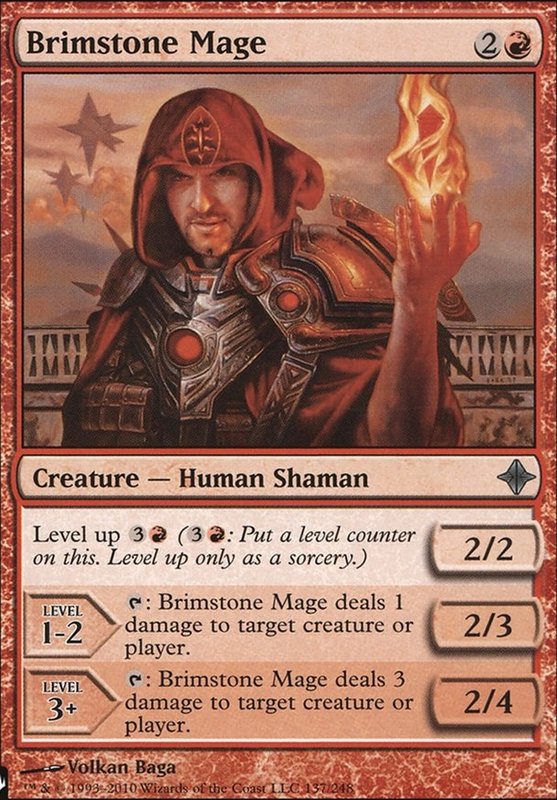 Brimstone Mage 2
Creature — Human Shaman
Level up 3 (3: Put a level counter
on this. Level up only as a sorcery.)
2/2
LEVEL
1-2
: Brimstone Mage deals 1
damage to target creature or
player.
2/3
LEVEL
3+
: Brimstone Mage deals 3
damage to target creature or
player.
2/4
Volkan Baga
™ & © 1993–2010 Wizards of the Coast LLC 137/248